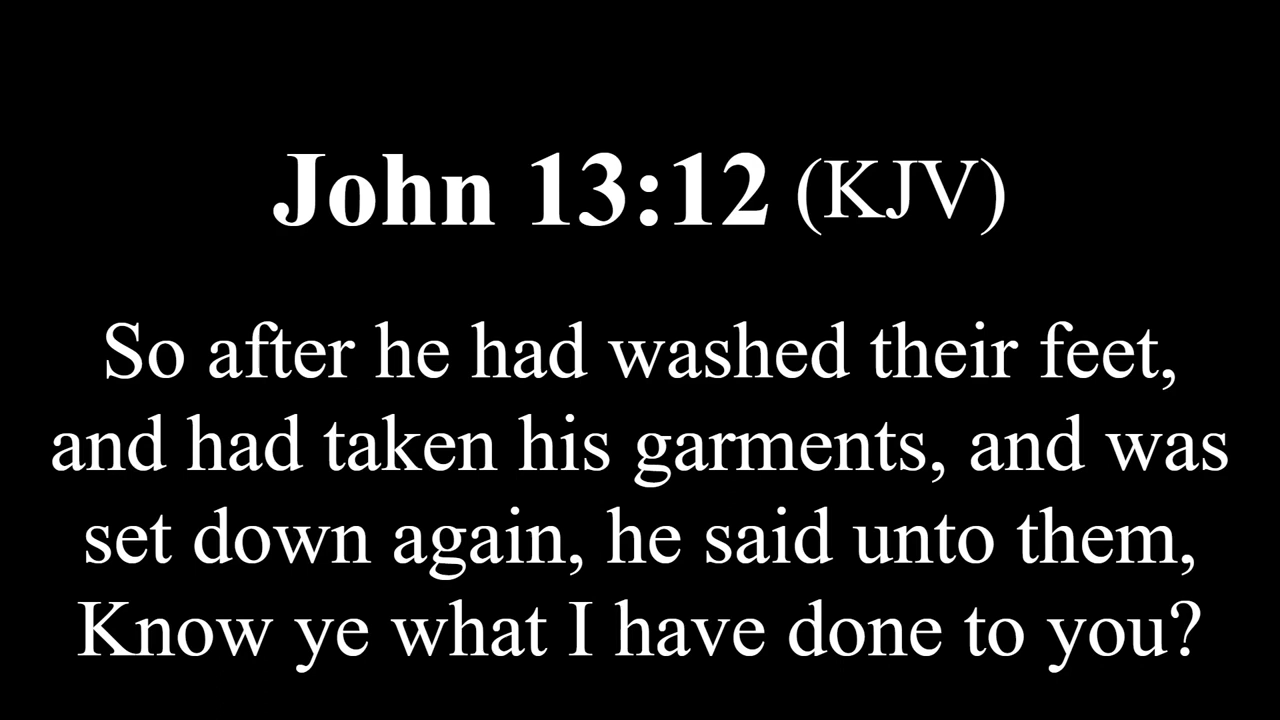 John 13:12 (KJV)
So after he had washed their feet,
and had taken his garments, and was
set down again, he said unto them,
Know ye what I have done to you?